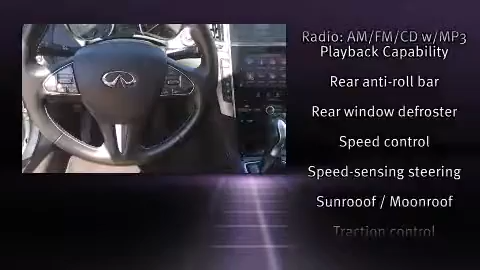 Radio: AM/FM/CD w/MP3
Playback Capability
Rear anti-roll bar
Rear window defroster
Speed control
Speed-sensing steering
Sunrooof / Moonroof
Traction control